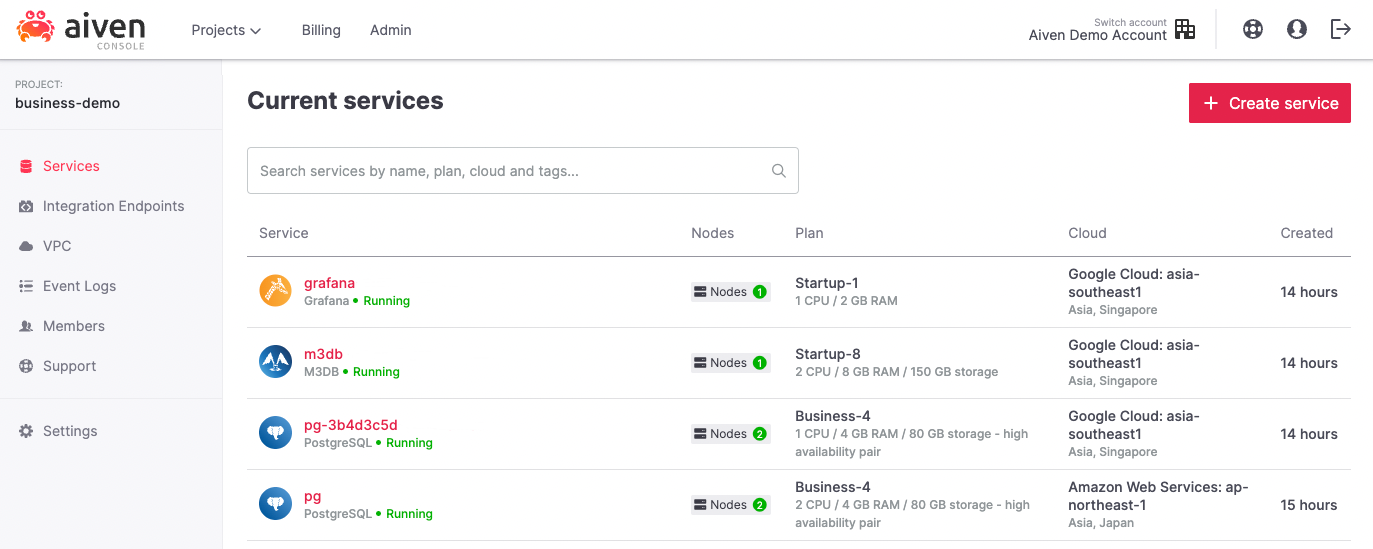 aiven
CONSOLE
Projects
Billing
Admin
Switch account
Aiven Demo Account
PROJECT:
business-demo
Services
Integration Endpoints
VPC
Event Logs
Members
Support
Settings
Current services
+ Create service
Search services by name, plan, cloud and tags...
Service Nodes Plan Cloud Created
grafana
Grafana • Running
Nodes 1
Startup-1
1 CPU / 2 GB RAM
Google Cloud: asia-
southeast1
Asia, Singapore
14 hours
m3db
M3DB • Running
Nodes 1
Startup-8
2 CPU / 8 GB RAM / 150 GB storage
Google Cloud: asia-
southeast1
Asia, Singapore
14 hours
pg-3b4d3c5d
PostgreSQL • Running
Nodes 2
Business-4
1 CPU / 4 GB RAM / 80 GB storage - high
availability pair
Google Cloud: asia-
southeast1
Asia, Singapore
14 hours
pg
PostgreSQL • Running
Nodes 2
Business-4
2 CPU / 4 GB RAM / 80 GB storage - high
availability pair
Amazon Web Services: ap-
northeast-1
Asia, Japan
15 hours